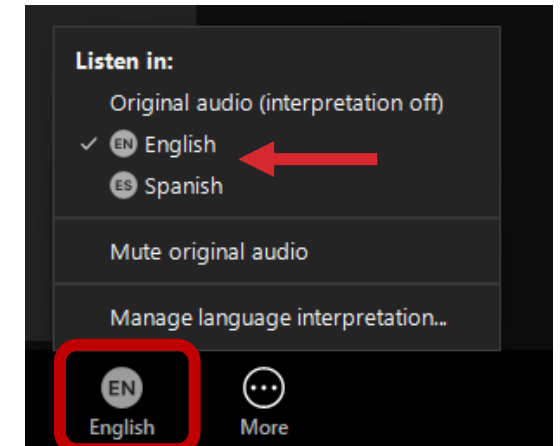 Listen in:
Original audio (interpretation off)
EN English
ES Spanish
Mute original audio
Manage language interpretation...
EN
English More